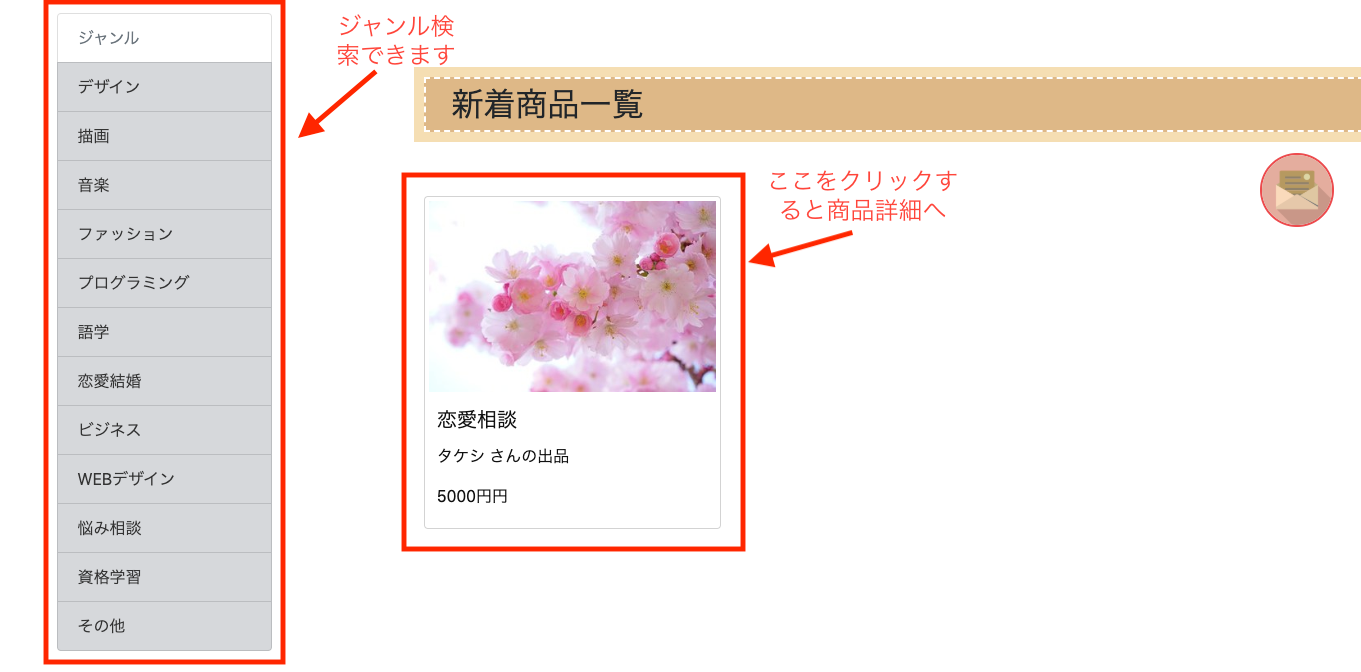 ジャンル
デザイン
描画
音楽
ファッション
プログラミング
語学
恋愛結婚
ビジネス
WEBデザイン
悩み相談
資格学習
その他
ジャンル検
索できます
新着商品一覧
ここをクリックす
ると商品詳細へ
恋愛相談
タケシ さんの出品
5000円円